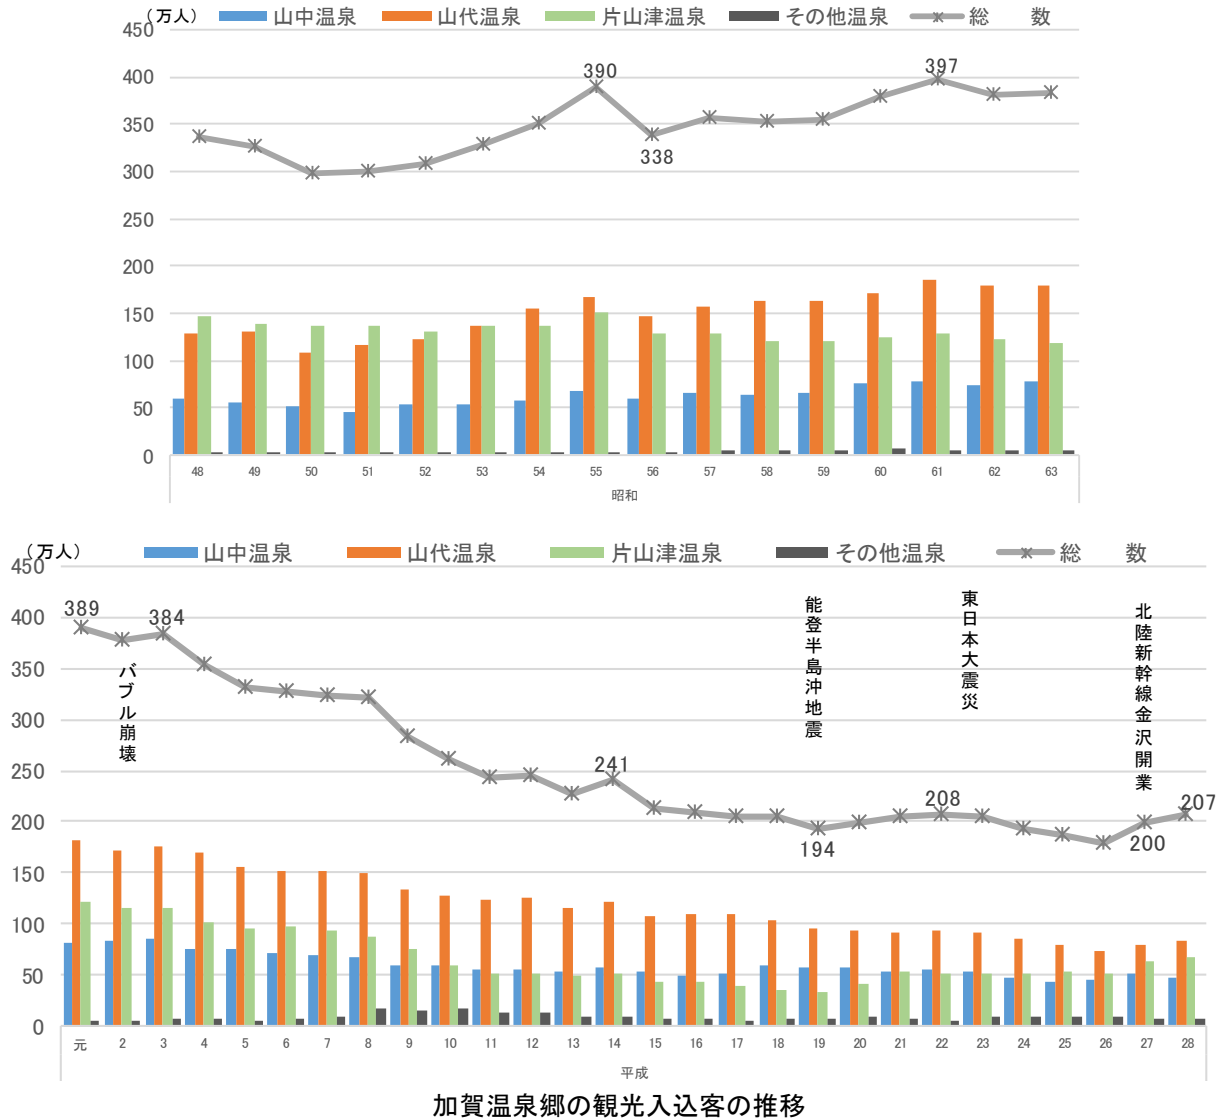 （万人） 山中温泉 山代温泉 片山津温泉 その他温泉 総　数
450
400
350
300
250
200
150
100
50
0
390
338
397
48 49 50 51 52 53 54 55 56 57 58 59 60 61 62 63
昭和
（万人） 山中温泉 山代温泉 片山津温泉 その他温泉 総　数
450
400
350
300
250
200
150
100
50
0
389
384
241
194
208
200
207
バブル崩壊
能登半島沖地震
東日本大震災
北陸新幹線金沢開業
元 2 3 4 5 6 7 8 9 10 11 12 13 14 15 16 17 18 19 20 21 22 23 24 25 26 27 28
平成
加賀温泉郷の観光入込客の推移